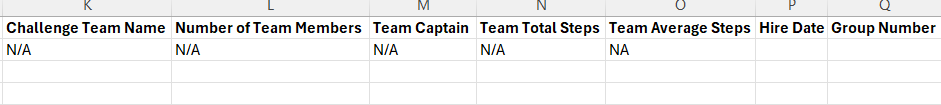 K L M N O P Q
Challenge Team Name Number of Team Members Team Captain Team Total Steps Team Average Steps Hire Date Group Number
N/A N/A N/A N/A NA